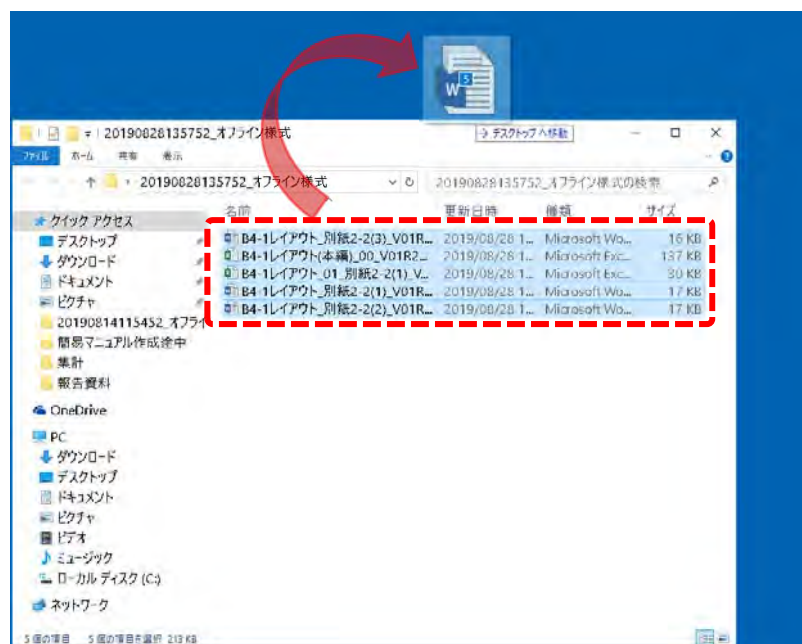 W 5
20190828135752_オフライン様式
→ デスクトップ へ移動
ファイル ホーム 共有 表示
20190828135752_オフライン様式
20190828135752_オフライン様式の検索
名前 更新日時 種類 サイズ
B4-1レイアウト_別紙2-2(3)_V01R... 2019/08/28 1... Microsoft Wo... 16 KB
B4-1レイアウト(本編)_00_V01R2... 2019/08/28 1... Microsoft Exc... 137 KB
B4-1レイアウト_01_別紙2-2(1)_V... 2019/08/28 1... Microsoft Exc... 30 KB
B4-1レイアウト_別紙2-2(1)_V01R... 2019/08/28 1... Microsoft Wo... 17 KB
B4-1レイアウト_別紙2-2(2)_V01R... 2019/08/28 1... Microsoft Wo... 17 KB
クイック アクセス
デスクトップ
ダウンロード
ドキュメント
ピクチャ
20190814115452_オフライ
簡易マニュアル作成途中
集計
報告資料
OneDrive
PC
ダウンロード
デスクトップ
ドキュメント
ピクチャ
ビデオ
ミュージック
ローカル ディスク (C:)
ネットワーク
5 個の項目 5 個の項目を選択 213 KB